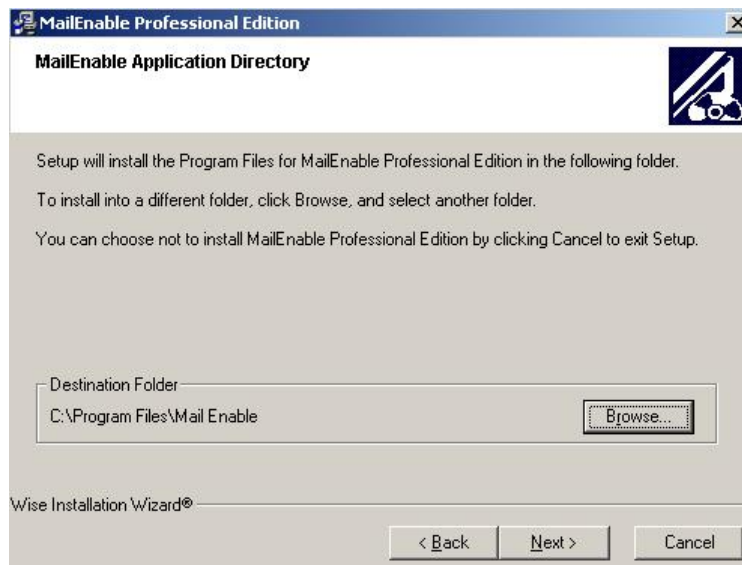 MailEnable Professional Edition
MailEnable Application Directory
Setup will install the Program Files for MailEnable Professional Edition in the following folder.
To install into a different folder, click Browse, and select another folder.
You can choose not to install MailEnable Professional Edition by clicking Cancel to exit Setup.
Destination Folder
C:\Program Files\Mail Enable
Browse...
Wise Installation Wizard®
< Back
Next >
Cancel